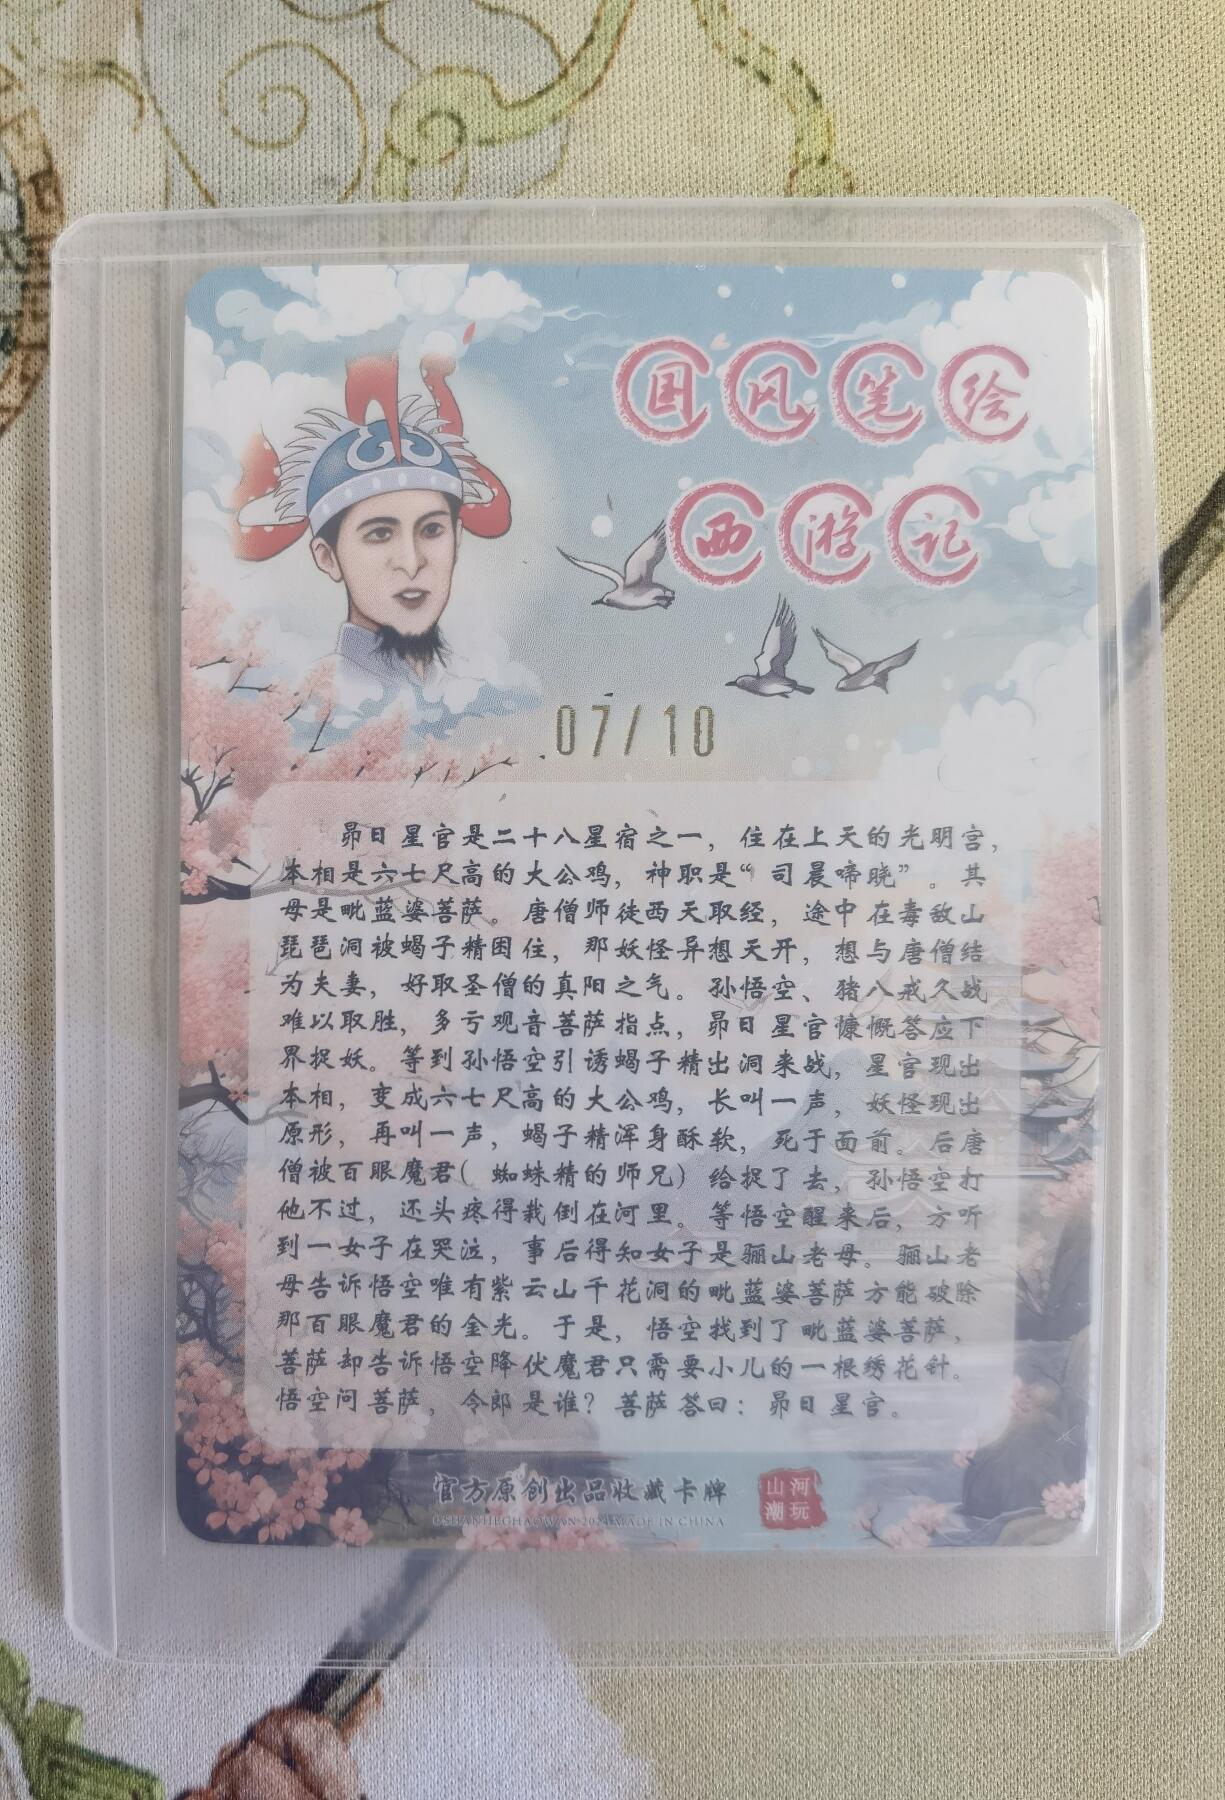 国风笔绘
西游记
07/10
昴日星官是二十八星宿之一，住在上天的光明宫，
本相是六七尺高的大公鸡，神职是“司晨啼晓”。其
母是毗蓝婆菩萨。唐僧师徒西天取经，途中在毒敌山
琵琶洞被蝎子精困住，那妖怪异想天开，想与唐僧结
为夫妻，好取圣僧的真阳之气。孙悟空、猪八戒久战
难以取胜，多亏观音菩萨指点，昴日星官慷慨答应下
界捉妖。等到孙悟空引诱蝎子精出洞来战，星官现出
本相，变成六七尺高的大公鸡，长叫一声，妖怪现出
原形，再叫一声，蝎子精浑身酥软，死于面前。后唐
僧被百眼魔君（蜘蛛精的师兄）给捉了去，孙悟空打
他不过，还头疼得栽倒在河里。等悟空醒来后，方听
到一女子在哭泣，事后得知女子是骊山老母。骊山老
母告诉悟空唯有紫云山千花洞的毗蓝婆菩萨方能破除
那百眼魔君的金光。于是，悟空找到了毗蓝婆菩萨，
菩萨却告诉悟空降伏魔君只需要小儿的一根绣花针。
悟空问菩萨，令郎是谁？菩萨答曰：昴日星官。
官方原创出品收藏卡牌
MADE IN CHINA
山河
潮玩